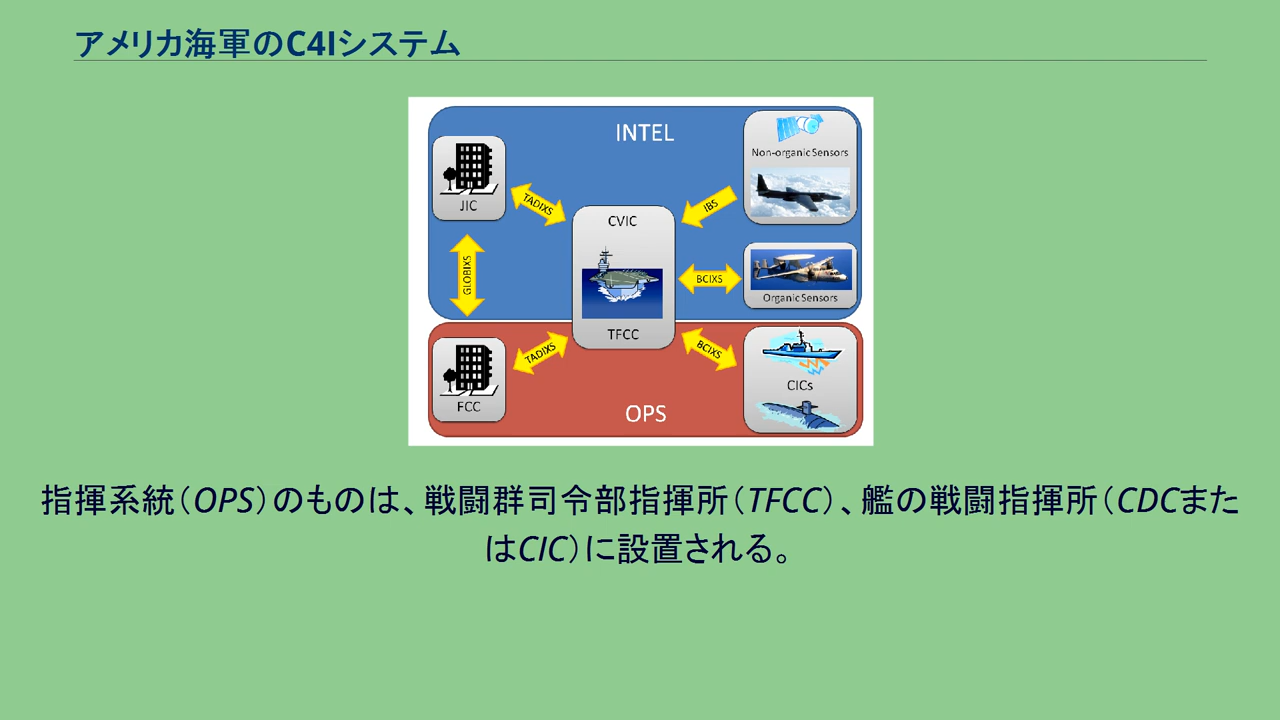 アメリカ海軍のC4Iシステム
INTEL
Non-organic Sensors
JIC
TADIXS
IBS
CVIC
GLOBIXS
BCIXS
Organic Sensors
TFCC
TADIXS
BCIXS
CICs
FCC
OPS
指揮系統（OPS）のものは、戦闘群司令部指揮所（TFCC）、艦の戦闘指揮所（CDCまた
はCIC）に設置される。